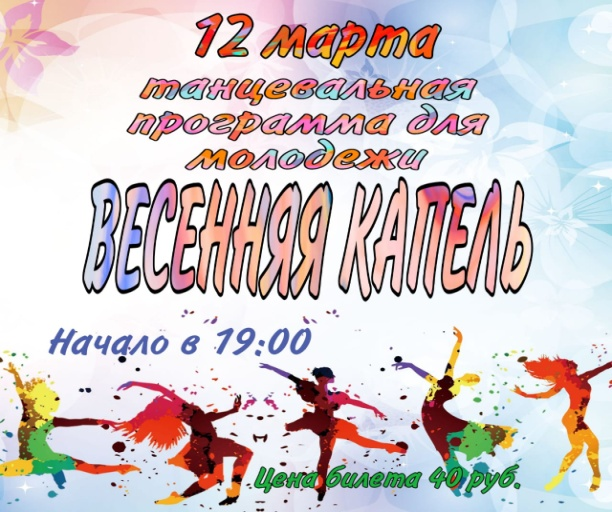 12 марта
танцевальная
программа для
молодежи
ВЕСЕННЯЯ КАПЕЛЬ
Начало в 19:00
Цена билета 40 руб.